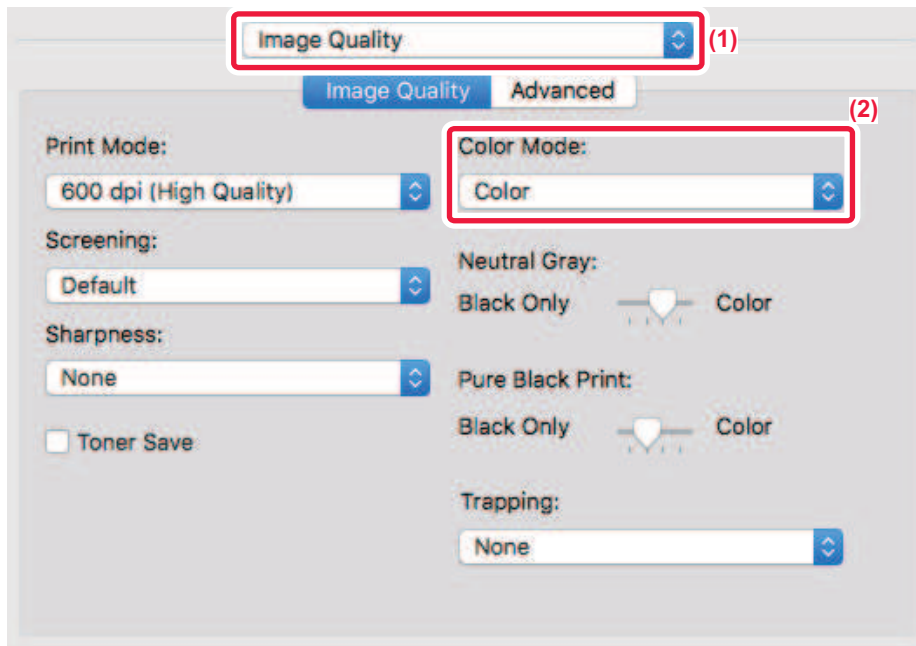 Image Quality
(1)
Image Quality
Advanced
(2)
Print Mode:
600 dpi (High Quality)
Screening:
Default
Sharpness:
None
Toner Save
Color Mode:
Color
Neutral Gray:
Black Only
Color
Pure Black Print:
Black Only
Color
Trapping:
None